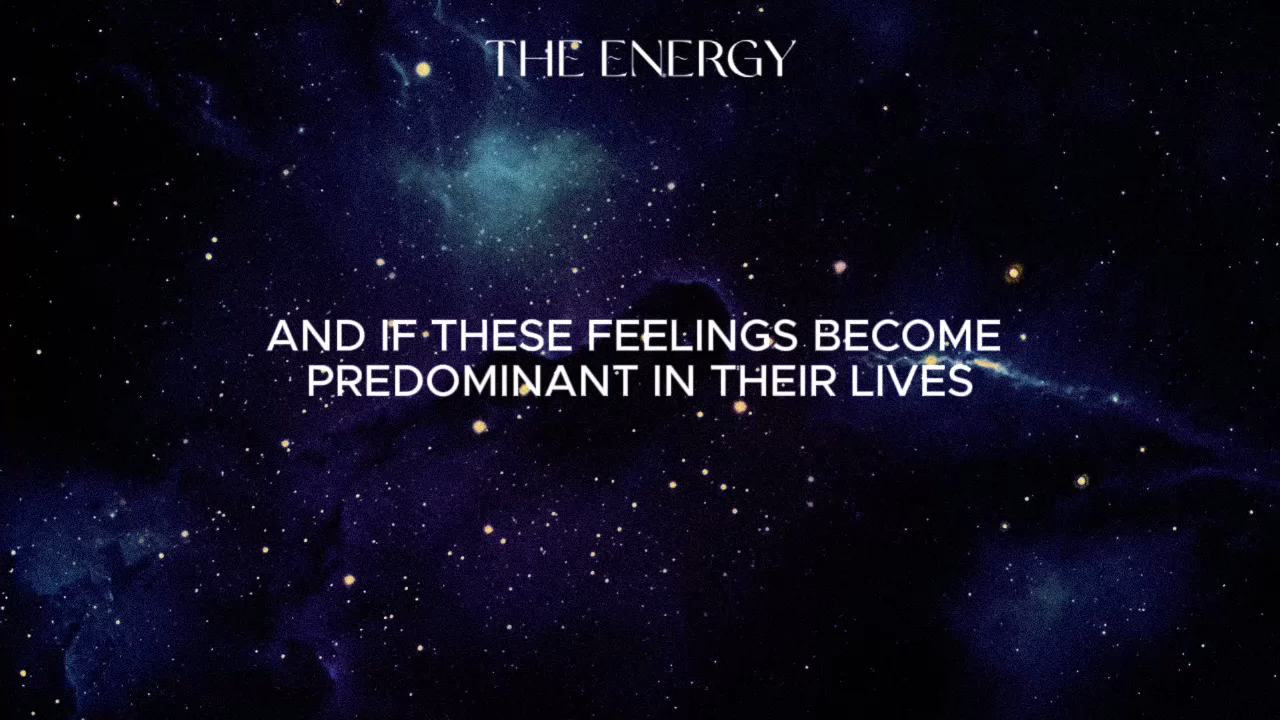 THE ENERGY
AND IF THESE FEELINGS BECOME
PREDOMINANT IN THEIR LIVES